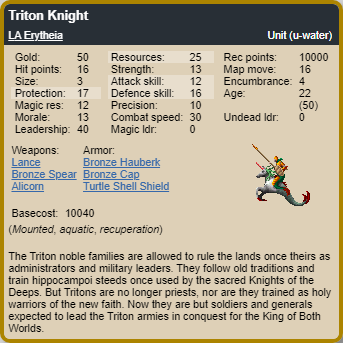 Triton Knight
LA Erytheia Unit (u-water)
Gold: 50 Resources: 25 Rec points: 10000
Hit points: 16 Strength: 13 Map move: 16
Size: 3 Attack skill: 12 Encumbrance: 4
Protection: 17 Defence skill: 16 Age: 22
Magic res: 12 Precision: 10 (50)
Morale: 13 Combat speed: 30 Undead ldr: 0
Leadership: 40 Magic ldr: 0
Weapons: Armor:
Lance Bronze Hauberk
Bronze Spear Bronze Cap
Alicorn Turtle Shell Shield
Basecost: 10040
(Mounted, aquatic, recuperation)
The Triton noble families are allowed to rule the lands once theirs as
administrators and military leaders. They follow old traditions and
train hippocampoi steeds once used by the sacred Knights of the
Deeps. But Tritons are no longer priests, nor are they trained as holy
warriors of the new faith. Now they are but soldiers and generals
expected to lead the Triton armies in conquest for the King of Both
Worlds.